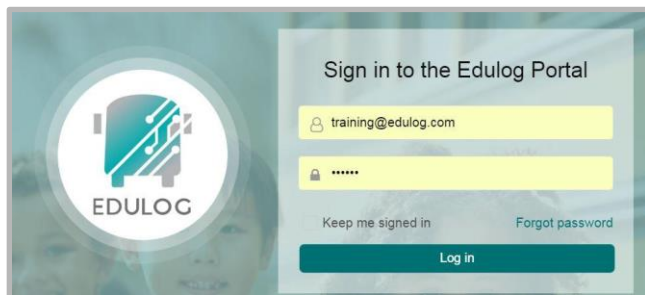 EDULOG
Sign in to the Edulog Portal
training@edulog.com
••••••
Keep me signed in
Forgot password
Log in